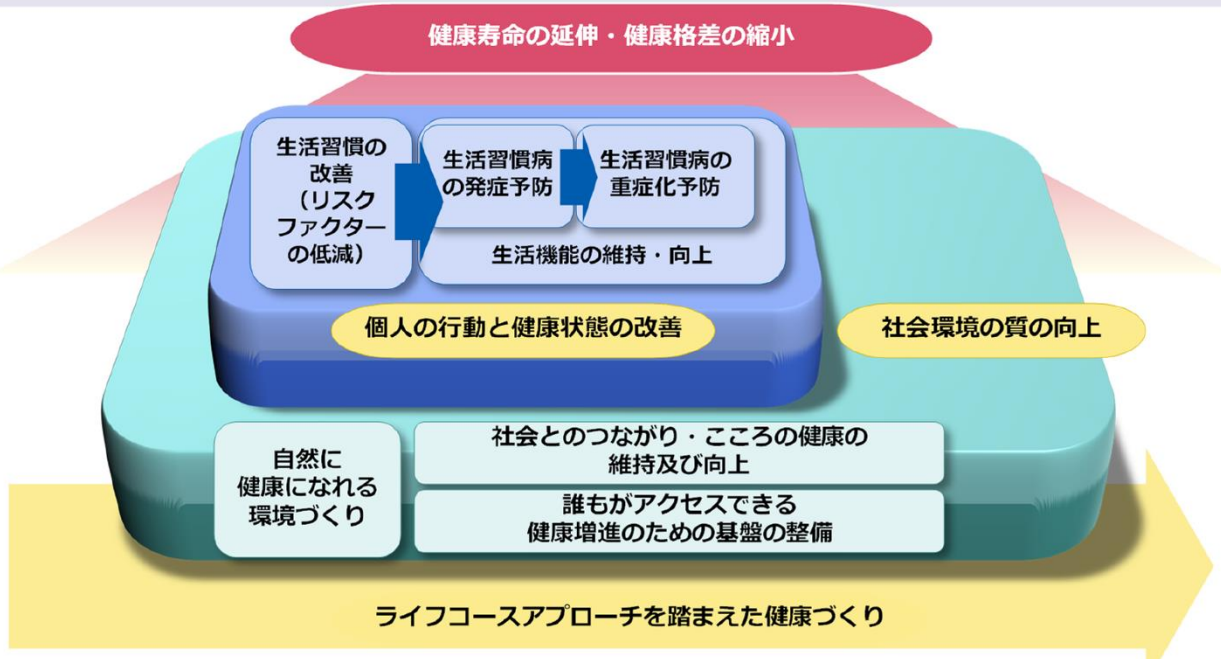 健康寿命の延伸・健康格差の縮小
生活習慣の
改善
（リスク
ファクター
の低減）
生活習慣病
の発症予防
生活習慣病の
重症化予防
生活機能の維持・向上
個人の行動と健康状態の改善
社会環境の質の向上
自然に
健康になれる
環境づくり
社会とのつながり・こころの健康の
維持及び向上
誰もがアクセスできる
健康増進のための基盤の整備
ライフコースアプローチを踏まえた健康づくり